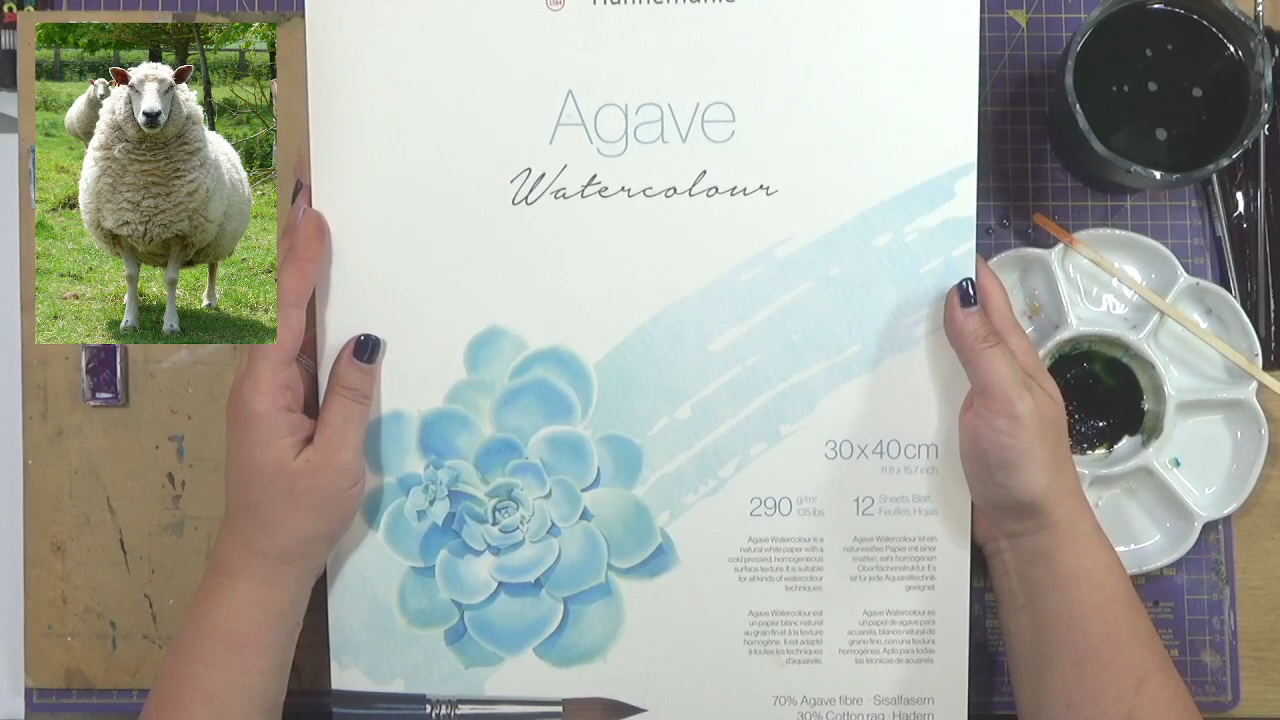 1584
Hahnemühle
Agave
Watercolour
30x40cm
11.8 x 15.7 inch
290 g/m² 135 lbs
12 Sheets, Blatt, Feuilles, Hojas
Agave Watercolour is a
natural white paper with a
cold pressed, homogeneous
surface texture. It is suitable
for all kinds of watercolour
techniques.
Agave Watercolour ist ein
naturweißes Papier mit einer
matten, sehr homogenen
Oberflächenstruktur. Es
ist für jede Aquarelltechnik
geeignet.
Agave Watercolour est
un papier blanc naturel
au grain fin et à la texture
homogène. Il est adapté
à toutes les techniques
d'aquarelle.
Agave Watercolour es
un papel de agave para
acuarela, blanco natural de
grano fino, con una textura
homogénea. Apto para todas
las técnicas de acuarela.
70% Agave fibre · Sisalfasern
30% Cotton rag · Hadern